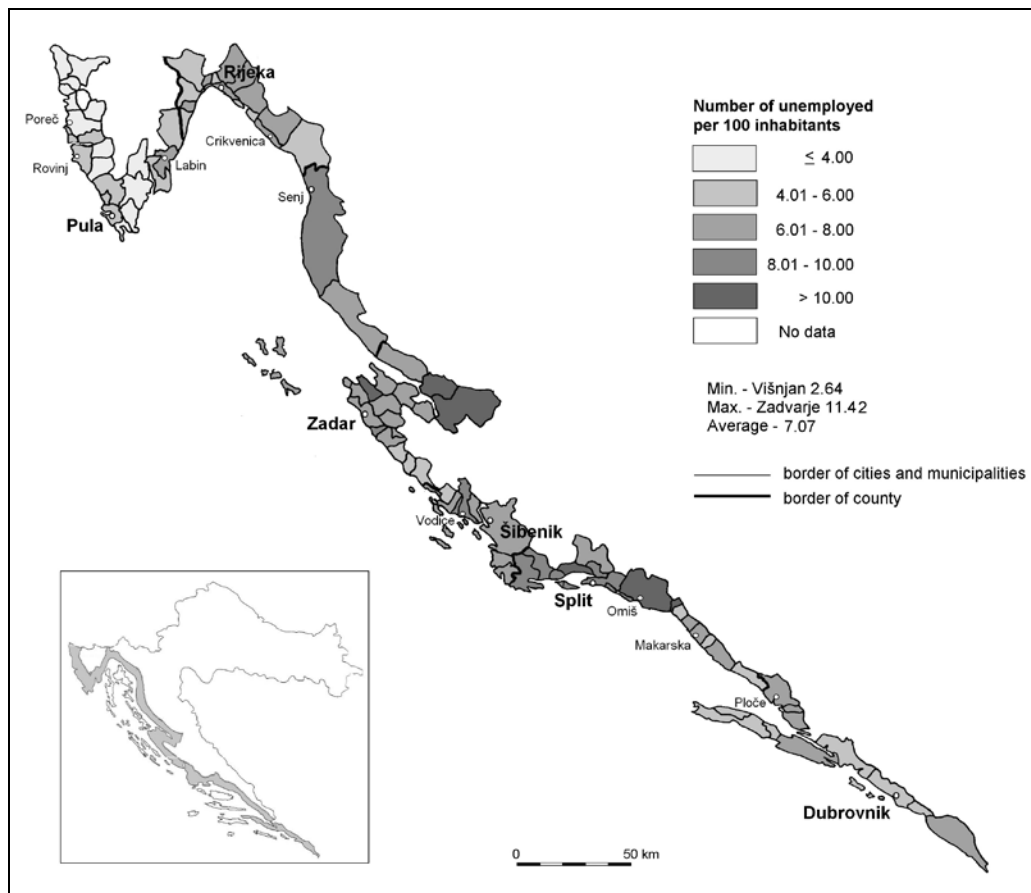 Rijeka
Poreč
Crikvenica
Rovinj
Labin
Senj
Pula
Zadar
Vodice
Šibenik
Split
Omiš
Makarska
Ploče
Dubrovnik
Number of unemployed
per 100 inhabitants
≤ 4.00
4.01 - 6.00
6.01 - 8.00
8.01 - 10.00
> 10.00
No data
Min. - Višnjan 2.64
Max. - Zadvarje 11.42
Average - 7.07
border of cities and municipalities
border of county
0 50 km